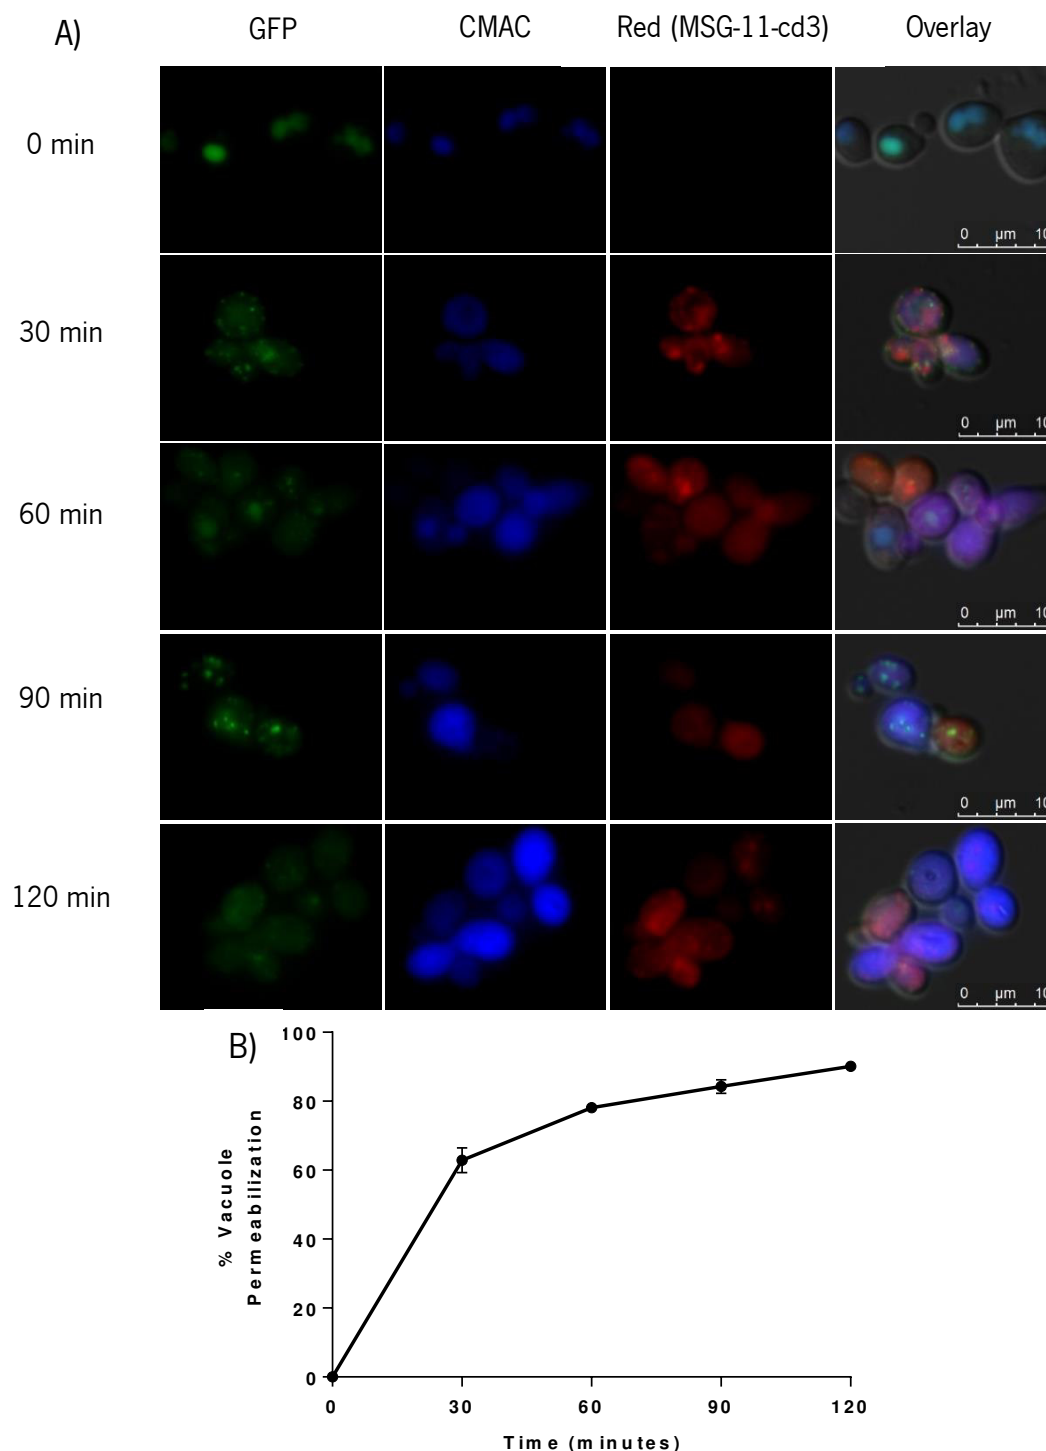 A)
GFP
CMAC
Red (MSG-11-cd3)
Overlay
0 min
0 µm 10
30 min
0 µm 10
60 min
0 µm 10
90 min
0 µm 10
120 min
0 µm 10
B)
100
80
60
40
20
0
% Vacuole
Permeabilization
0 30 60 90 120
Time (minutes)